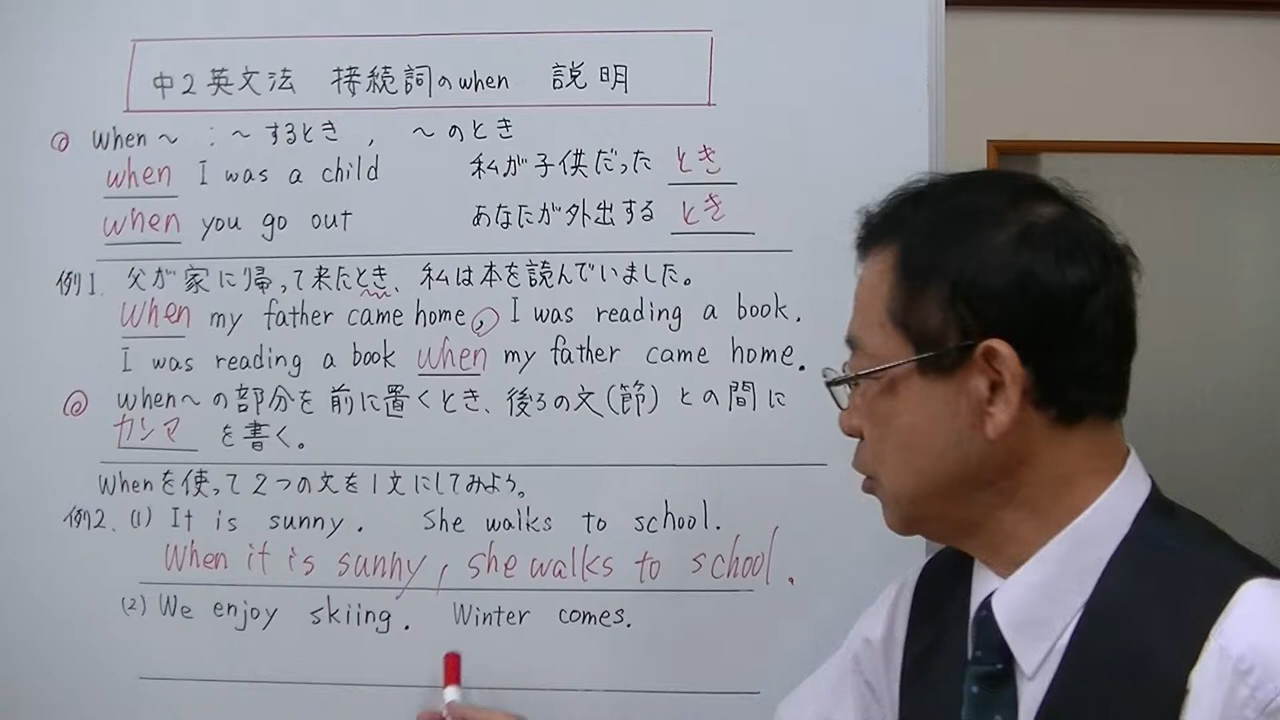 中2英文法 接続詞のwhen 説明
◎ when～ : ～するとき, ～のとき
when I was a child 私が子供だった とき
when you go out あなたが外出する とき
例1. 父が家に帰って来たとき、私は本を読んでいました。
When my father came home, I was reading a book.
I was reading a book when my father came home.
◎ when～の部分を前に置くとき、後ろの文(節)との間に
カンマ を書く。
Whenを使って2つの文を1文にしてみよう。
例2. (1) It is sunny. She walks to school.
When it is sunny, she walks to school.
(2) We enjoy skiing. Winter comes.